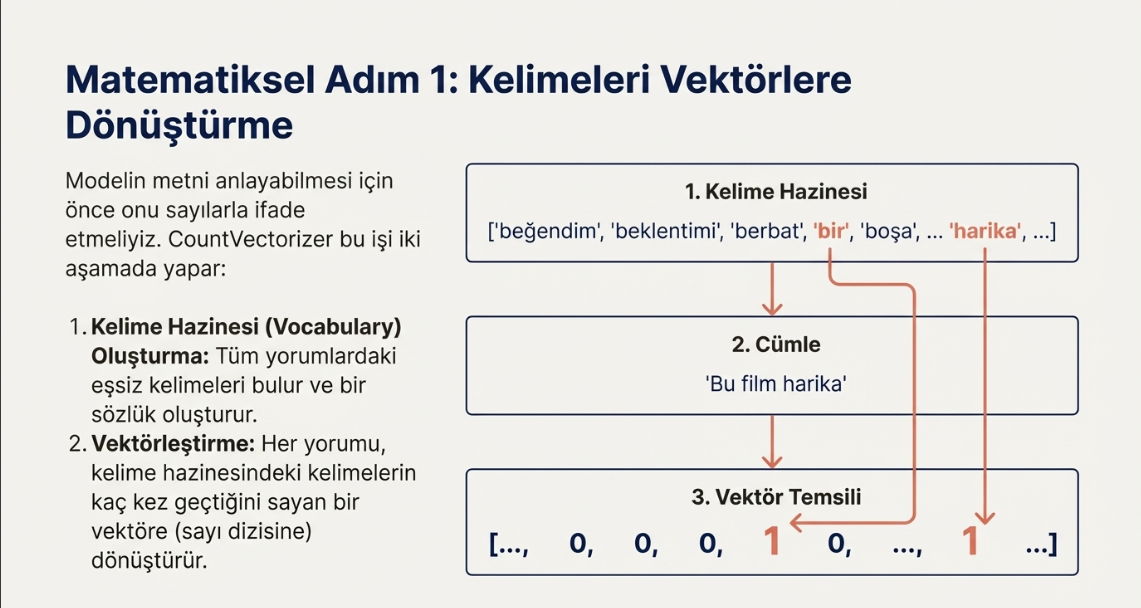 Matematiksel Adım 1: Kelimeleri Vektörlere
Dönüştürme
Modelin metni anlayabilmesi için
önce onu sayılarla ifade
etmeliyiz. CountVectorizer bu işi iki
aşamada yapar:
1. Kelime Hazinesi (Vocabulary)
Oluşturma: Tüm yorumlardaki
eşsiz kelimeleri bulur ve bir
sözlük oluşturur.
2. Vektörleştirme: Her yorumu,
kelime hazinesindeki kelimelerin
kaç kez geçtiğini sayan bir
vektöre (sayı dizisine)
dönüştürür.
1. Kelime Hazinesi
['beğendim', 'beklentimi', 'berbat', 'bir', 'boşa', ... 'harika', ...]
2. Cümle
'Bu film harika'
3. Vektör Temsili
[..., 0, 0, 0, 1 0, ..., 1 ...]